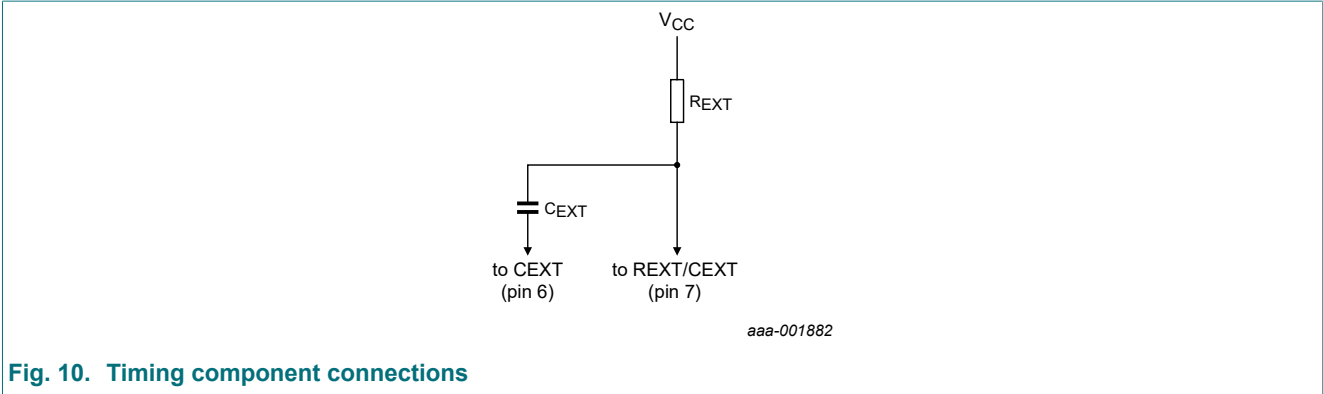 VCC
REXT
CEXT
to CEXT
(pin 6)
to REXT/CEXT
(pin 7)
aaa-001882
Fig. 10. Timing component connections